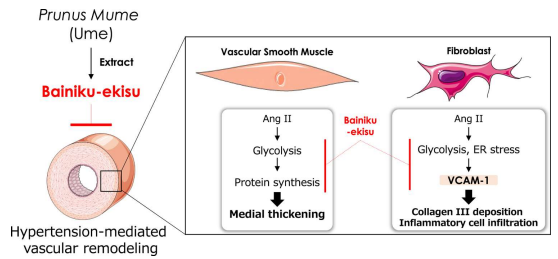 Prunus Mume
(Ume)
Extract
Bainiku-ekisu
Hypertension-mediated
vascular remodeling
Vascular Smooth Muscle
Ang II
Glycolysis
Protein synthesis
Medial thickening
Bainiku
-ekisu
Fibroblast
Ang II
Glycolysis, ER stress
VCAM-1
Collagen III deposition
Inflammatory cell infiltration